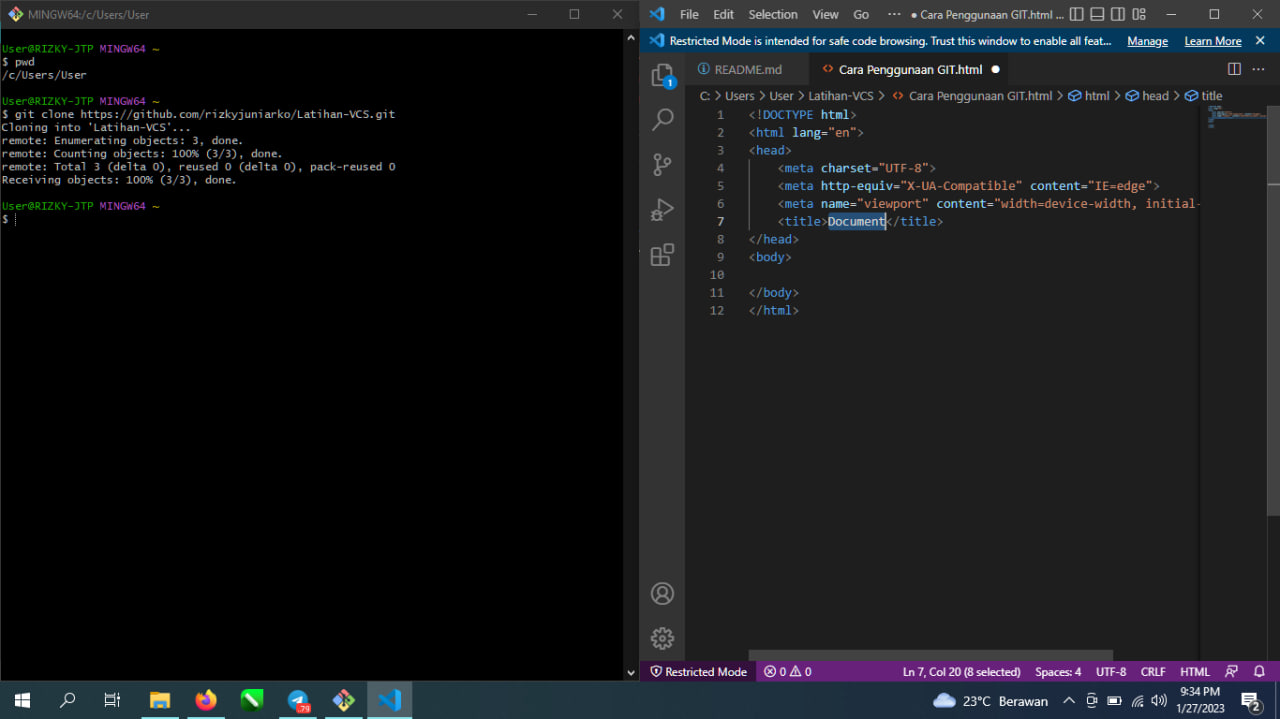 MINGW64:/c/Users/User
User@RIZKY-JTP MINGW64 ~
$ pwd
/c/Users/User
User@RIZKY-JTP MINGW64 ~
$ git clone https://github.com/rizkyjuniarko/Latihan-VCS.git
Cloning into 'Latihan-VCS'...
remote: Enumerating objects: 3, done.
remote: Counting objects: 100% (3/3), done.
remote: Total 3 (delta 0), reused 0 (delta 0), pack-reused 0
Receiving objects: 100% (3/3), done.
User@RIZKY-JTP MINGW64 ~
$
File Edit Selection View Go ··· ● Cara Penggunaan GIT.html ...
Restricted Mode is intended for safe code browsing. Trust this window to enable all feat... Manage Learn More
1
README.md Cara Penggunaan GIT.html ●
C: > Users > User > Latihan-VCS > Cara Penggunaan GIT.html > html > head > title
1 <!DOCTYPE html>
2 <html lang="en">
3 <head>
4 <meta charset="UTF-8">
5 <meta http-equiv="X-UA-Compatible" content="IE=edge">
6 <meta name="viewport" content="width=device-width, initial-
7 <title>Document</title>
8 </head>
9 <body>
10
11 </body>
12 </html>
Restricted Mode 0 0 Ln 7, Col 20 (8 selected) Spaces: 4 UTF-8 CRLF HTML
.79
23°C Berawan
9:34 PM
1/27/2023
2